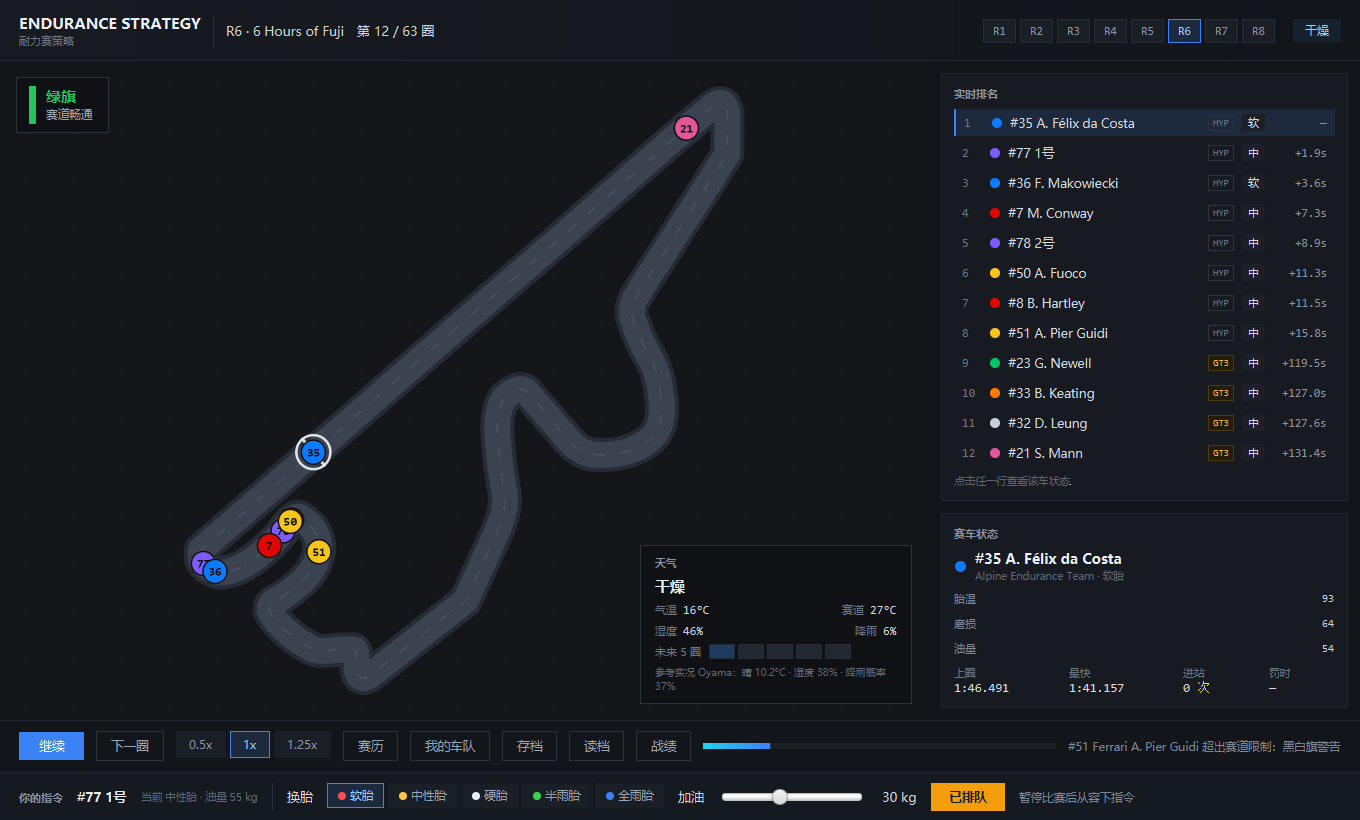 ENDURANCE STRATEGY
耐力赛策略
R6 · 6 Hours of Fuji 第 12 / 63 圈
R1 R2 R3 R4 R5 R6 R7 R8 干燥
绿旗
赛道畅通
21
35
50
7
51
77
36
天气
干燥
气温 16°C 赛道 27°C
湿度 46% 降雨 6%
未来 5 圈
参考实况 Oyama：晴 10.2°C · 湿度 38% · 降雨概率
37%
实时排名
1 #35 A. Félix da Costa HYP 软 —
2 #77 1号 HYP 中 +1.9s
3 #36 F. Makowiecki HYP 软 +3.6s
4 #7 M. Conway HYP 中 +7.3s
5 #78 2号 HYP 中 +8.9s
6 #50 A. Fuoco HYP 中 +11.3s
7 #8 B. Hartley HYP 中 +11.5s
8 #51 A. Pier Guidi HYP 中 +15.8s
9 #23 G. Newell GT3 中 +119.5s
10 #33 B. Keating GT3 中 +127.0s
11 #32 D. Leung GT3 中 +127.6s
12 #21 S. Mann GT3 中 +131.4s
点击任一行查看该车状态.
赛车状态
#35 A. Félix da Costa
Alpine Endurance Team · 软胎
胎温 93
磨损 64
油量 54
上圈 最快 进站 罚时
1:46.491 1:41.157 0 次 —
继续 下一圈 0.5x 1x 1.25x 赛历 我的车队 存档 读档 战绩 #51 Ferrari A. Pier Guidi 超出赛道限制：黑白旗警告
你的指令 #77 1号 当前 中性胎 · 油量 55 kg 换胎 软胎 中性胎 硬胎 半雨胎 全雨胎 加油 30 kg 已排队 暂停比赛后从容下指令